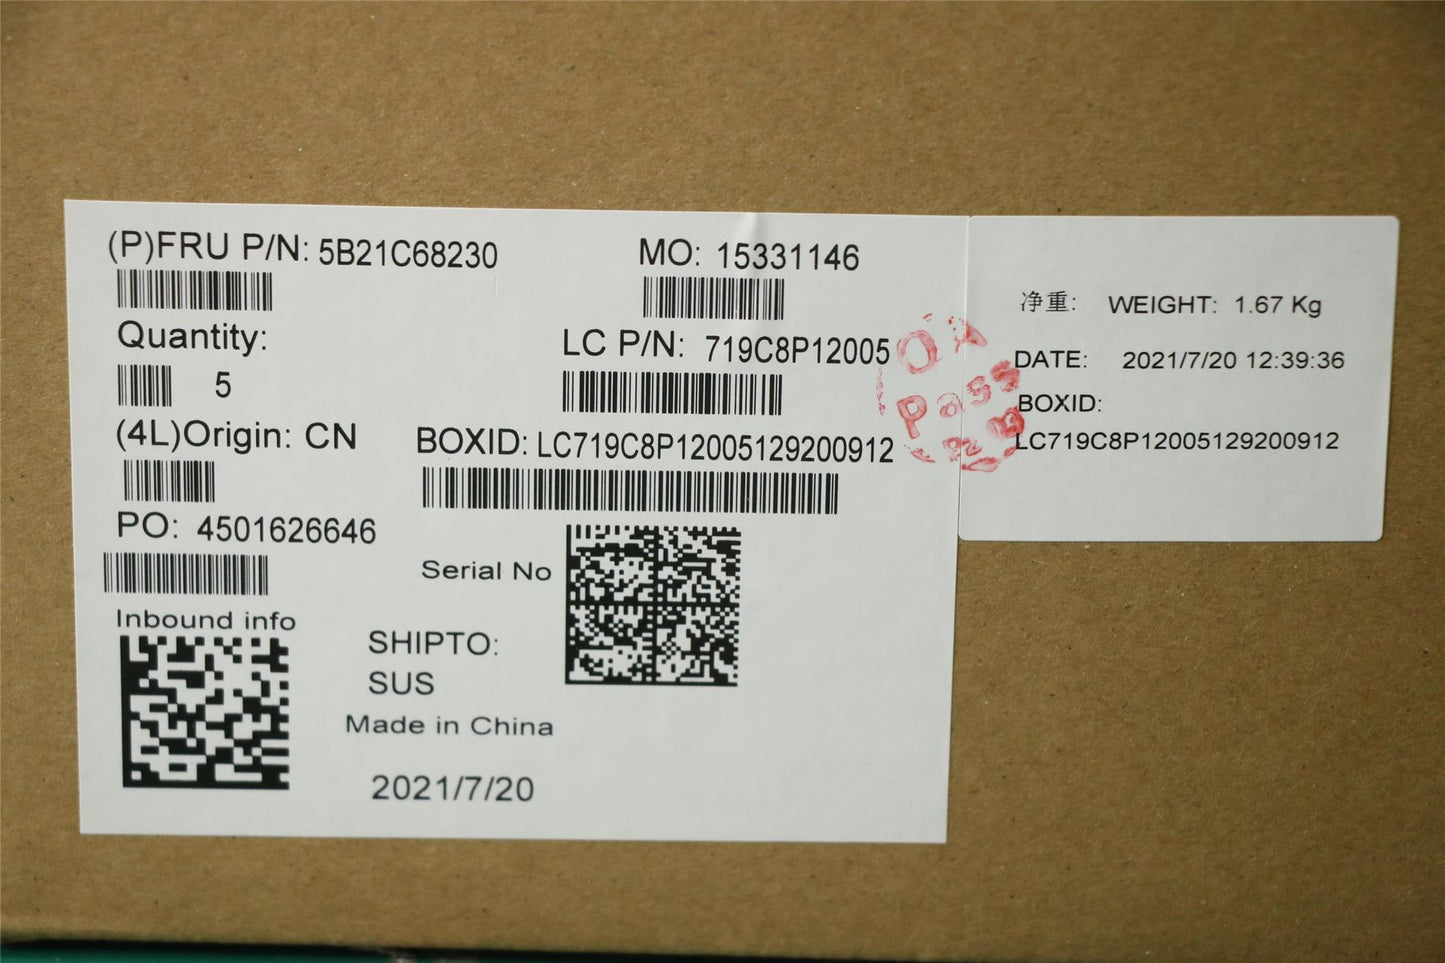 (P)FRU P/N: 5B21C68230
MO: 15331146
Quantity:
5
LC P/N: 719C8P12005
(4L)Origin: CN
BOXID: LC719C8P12005129200912
PO: 4501626646
Serial No
Inbound info
SHIPTO:
SUS
Made in China
2021/7/20
净重: WEIGHT: 1.67 Kg
DATE: 2021/7/20 12:39:36
BOXID:
LC719C8P12005129200912
Pass